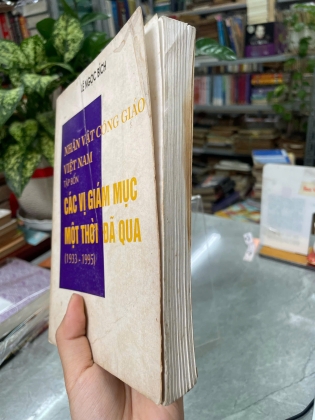 LÊ NGỌC BÍCH
NHÂN VẬT CÔNG GIÁO
VIỆT NAM
TẬP BỐN
CÁC VỊ GIÁM MỤC
MỘT THỜI ĐÃ QUA
(1933 - 1995)